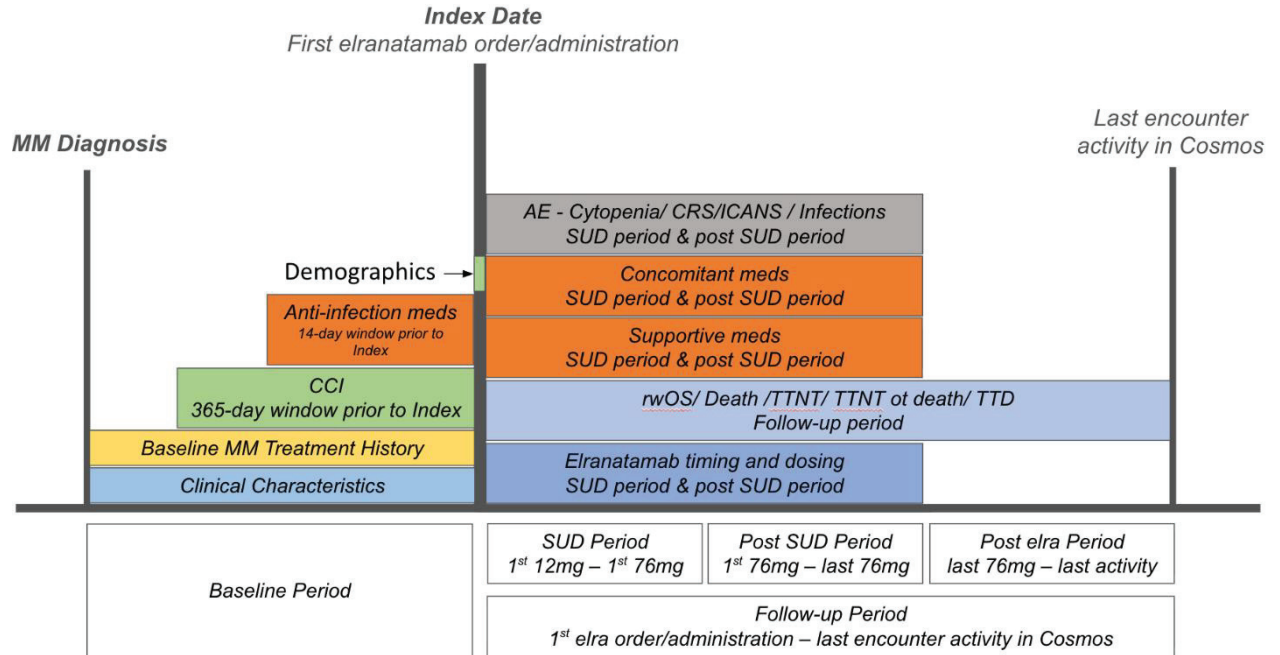 Index Date
First elranatamab order/administration
MM Diagnosis
Last encounter
activity in Cosmos
AE - Cytopenia/ CRS/ICANS / Infections
SUD period & post SUD period
Demographics
Concomitant meds
SUD period & post SUD period
Anti-infection meds
14-day window prior to
Index
Supportive meds
SUD period & post SUD period
CCI
365-day window prior to Index
rwOS/ Death /TTNT/ TTNT ot death/ TTD
Follow-up period
Baseline MM Treatment History
Elranatamab timing and dosing
SUD period & post SUD period
Clinical Characteristics
Baseline Period
SUD Period
1st 12mg – 1st 76mg
Post SUD Period
1st 76mg – last 76mg
Post elra Period
last 76mg – last activity
Follow-up Period
1st elra order/administration – last encounter activity in Cosmos